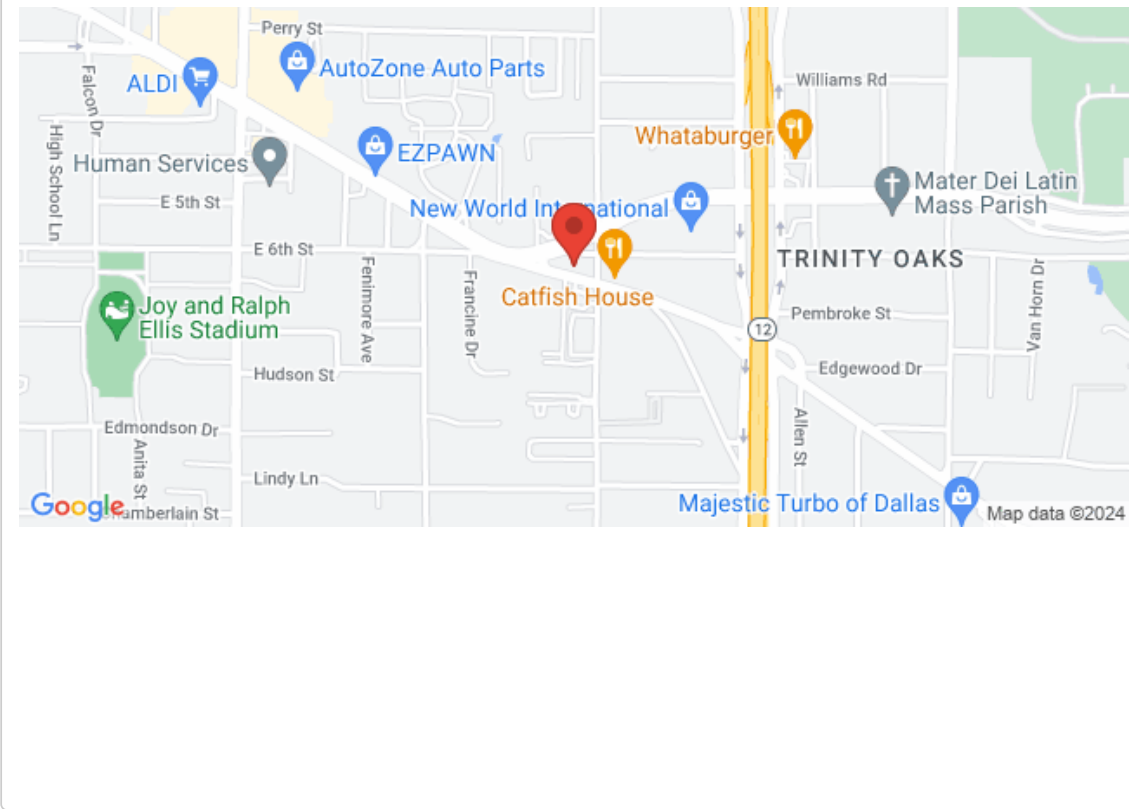 Perry St
AutoZone Auto Parts
ALDI
Williams Rd
Falcon Dr
High School Ln
Whataburger
EZPAWN
Human Services
Mater Dei Latin
Mass Parish
E 5th St
New World International
E 6th St
TRINITY OAKS
Fenimore Ave
Francine Dr
Catfish House
Van Horn Dr
Joy and Ralph
Ellis Stadium
Pembroke St
12
Edgewood Dr
Hudson St
Allen St
Edmondson Dr
Anita St
Lindy Ln
Majestic Turbo of Dallas
Google
Chamberlain St
Map data ©2024